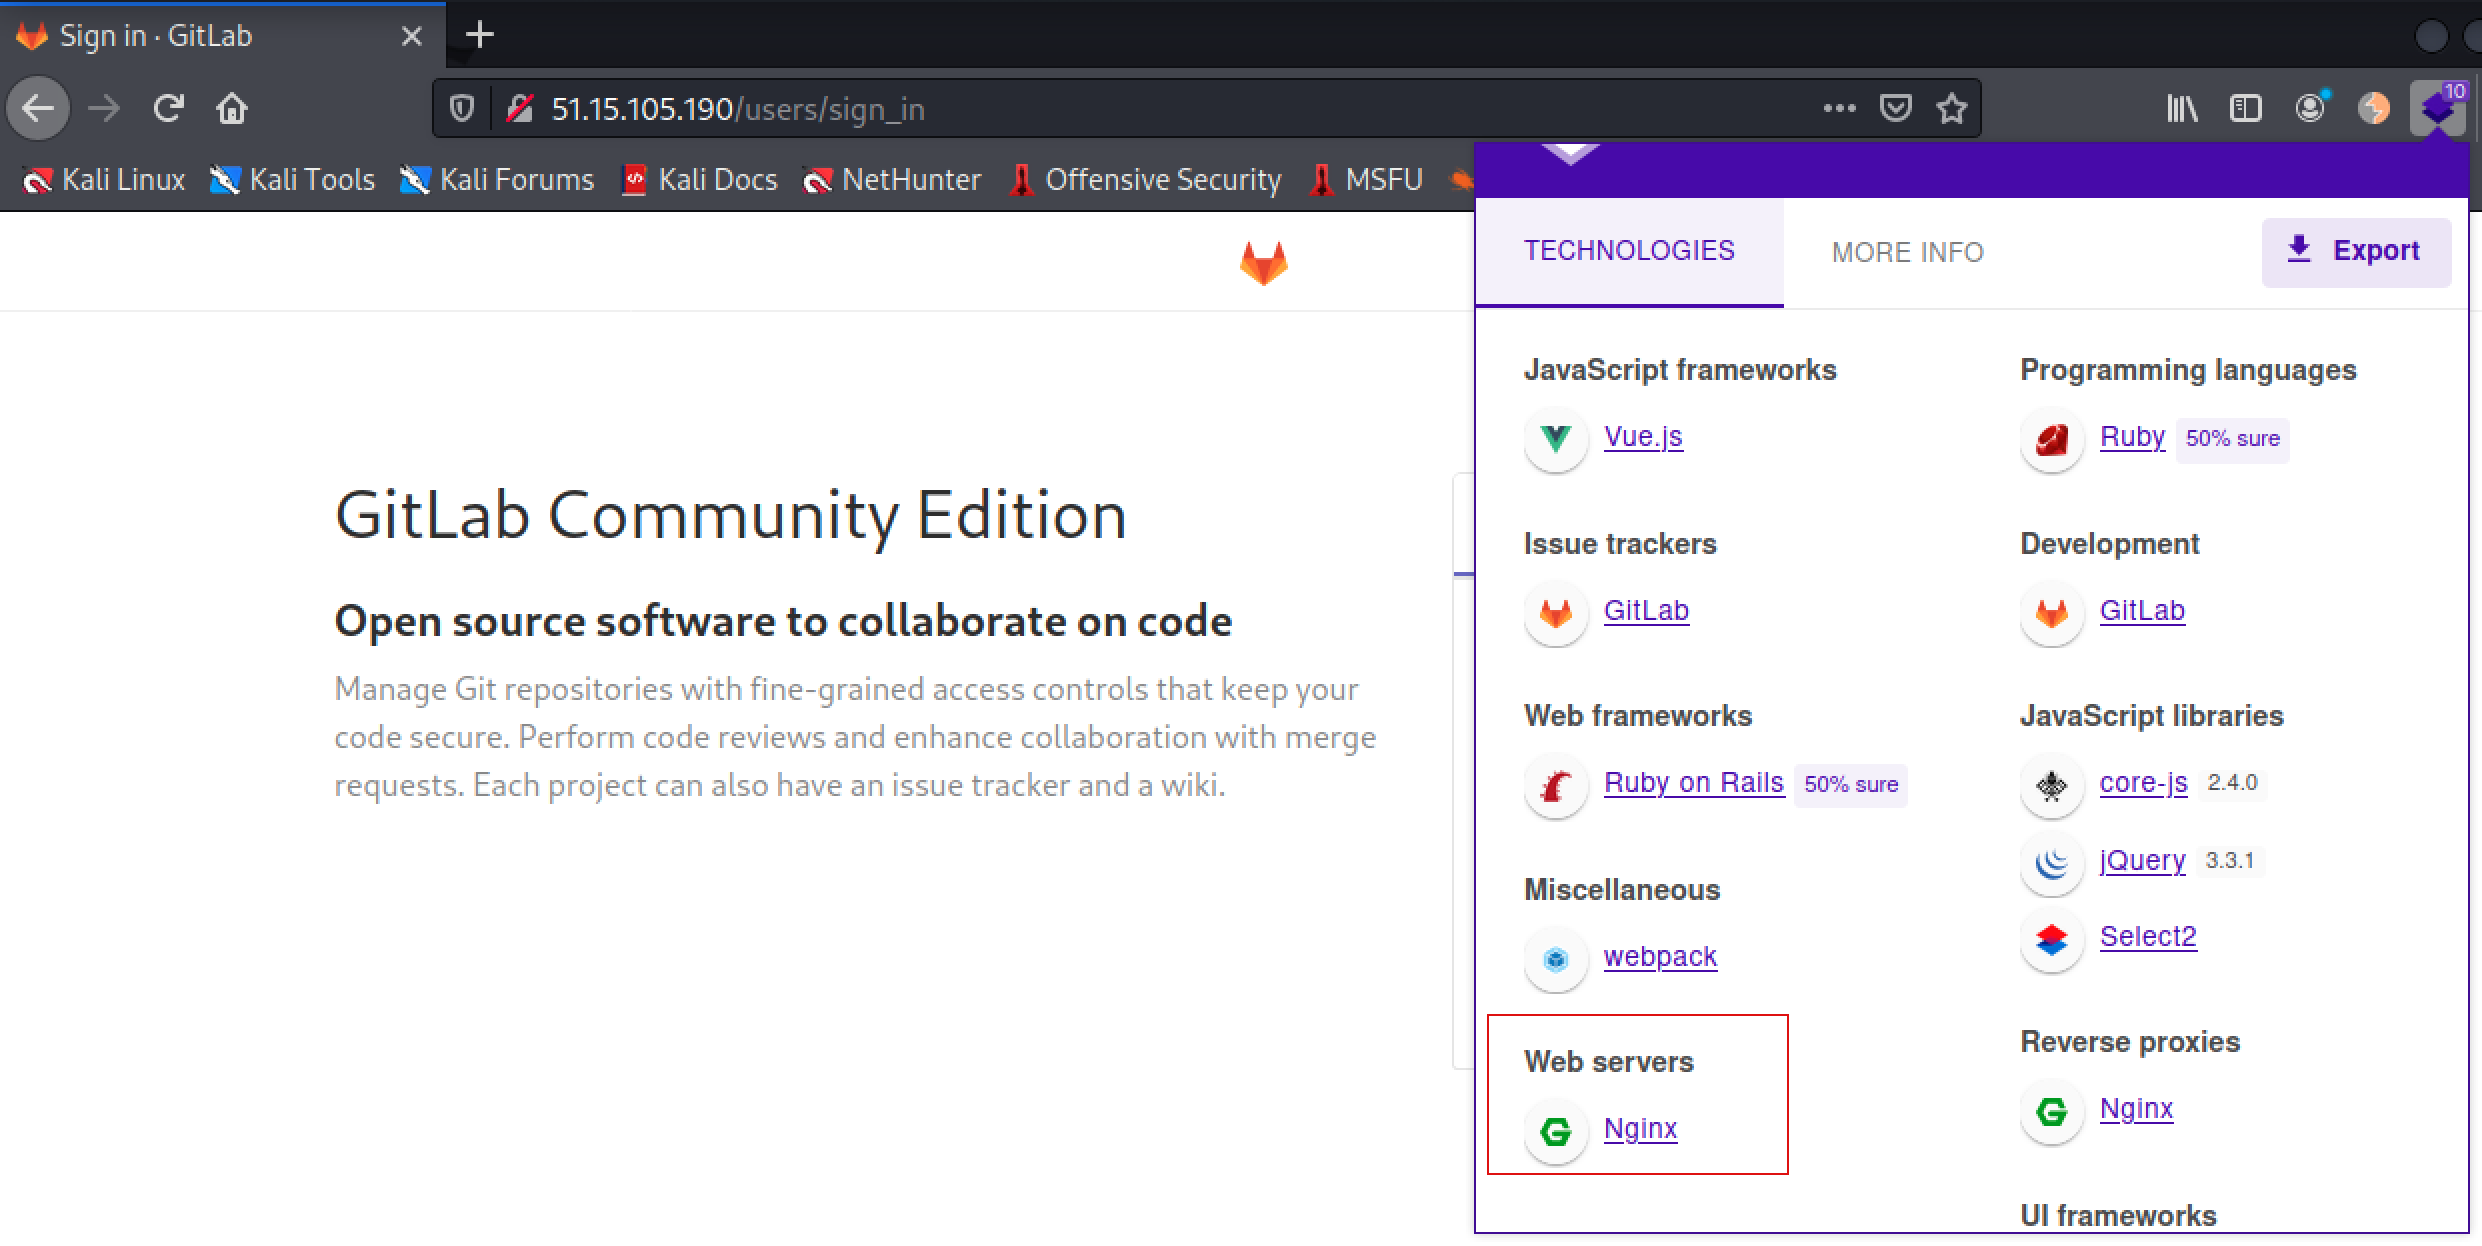 Sign in · GitLab
51.15.105.190/users/sign_in
10
Kali Linux Kali Tools Kali Forums Kali Docs NetHunter Offensive Security MSFU
TECHNOLOGIES MORE INFO Export
GitLab Community Edition
Open source software to collaborate on code
Manage Git repositories with fine-grained access controls that keep your
code secure. Perform code reviews and enhance collaboration with merge
requests. Each project can also have an issue tracker and a wiki.
JavaScript frameworks
Vue.js
Issue trackers
GitLab
Web frameworks
Ruby on Rails 50% sure
Miscellaneous
webpack
Web servers
Nginx
Programming languages
Ruby 50% sure
Development
GitLab
JavaScript libraries
core-js 2.4.0
jQuery 3.3.1
Select2
Reverse proxies
Nginx
UI frameworks